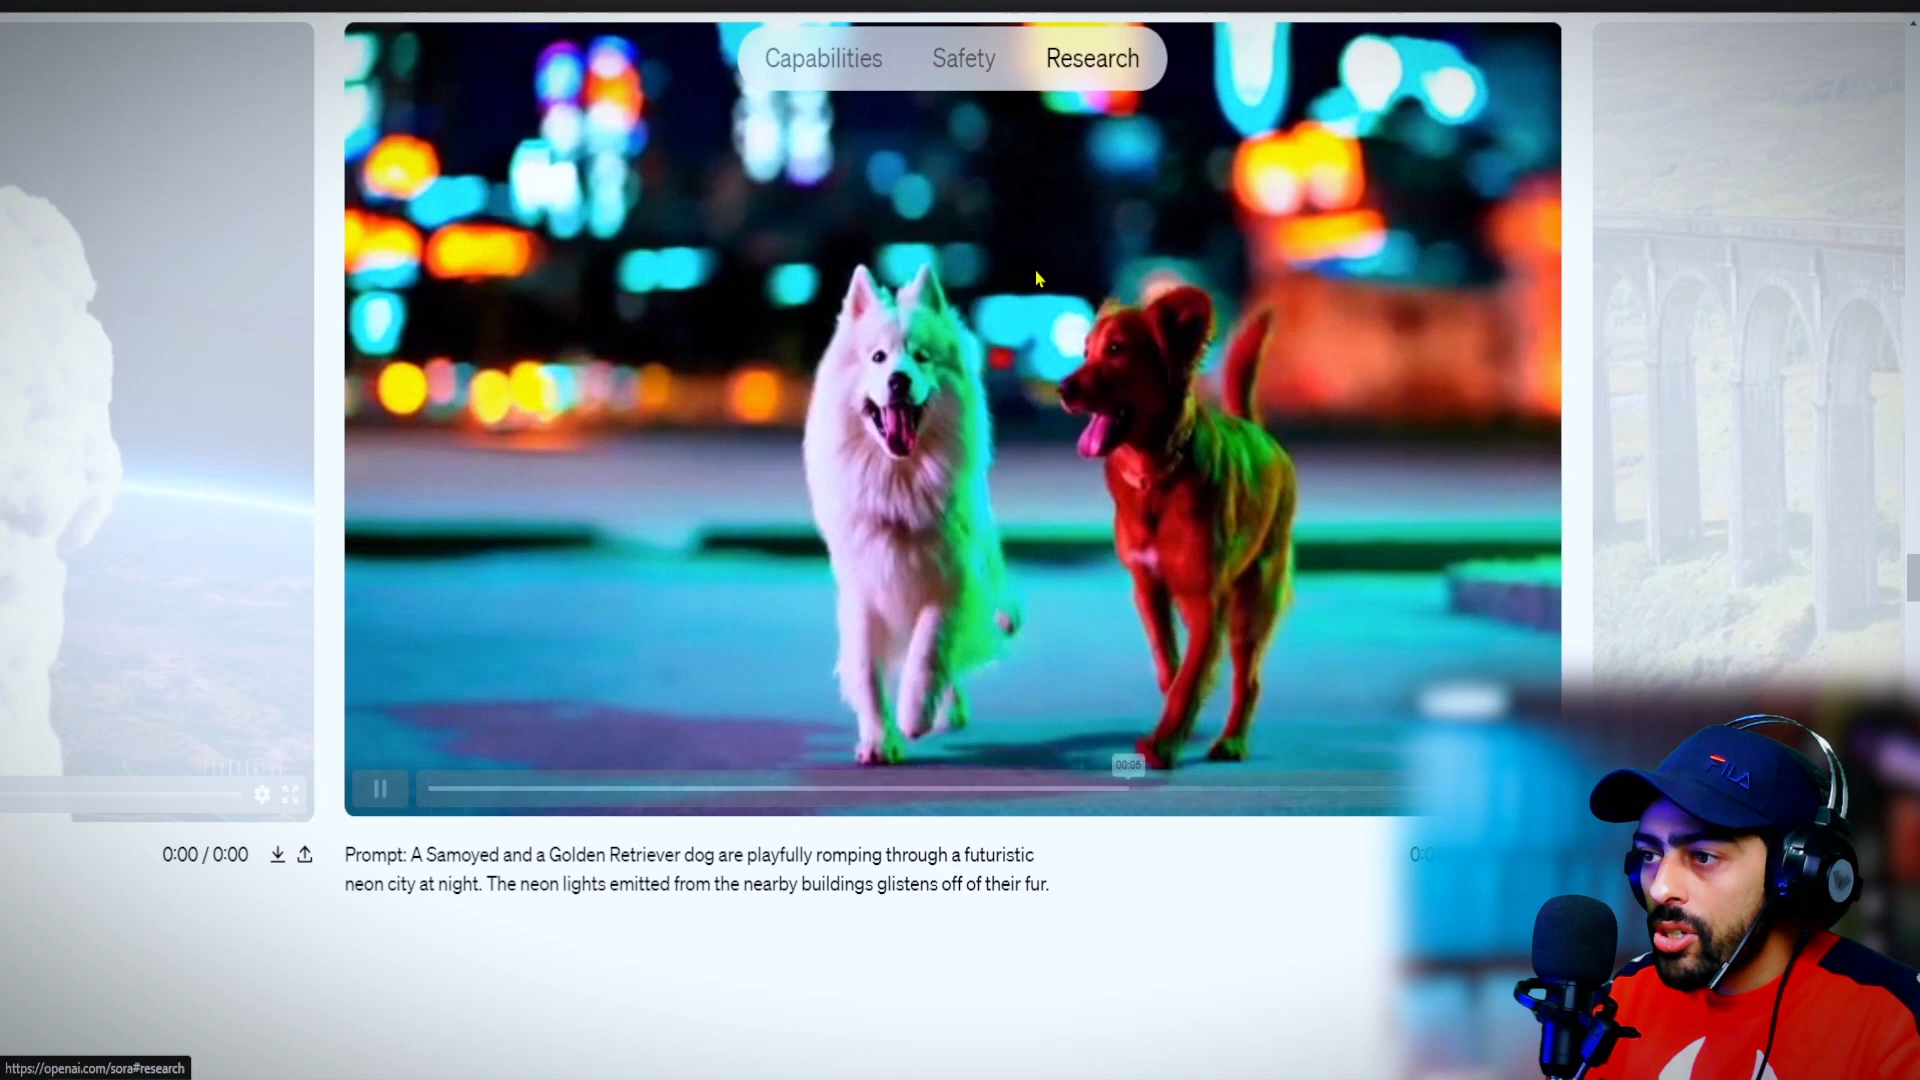 Capabilities Safety Research
FILA
00:05
0:00 / 0:00
Prompt: A Samoyed and a Golden Retriever dog are playfully romping through a futuristic
neon city at night. The neon lights emitted from the nearby buildings glistens off of their fur.
https://openai.com/sora#research